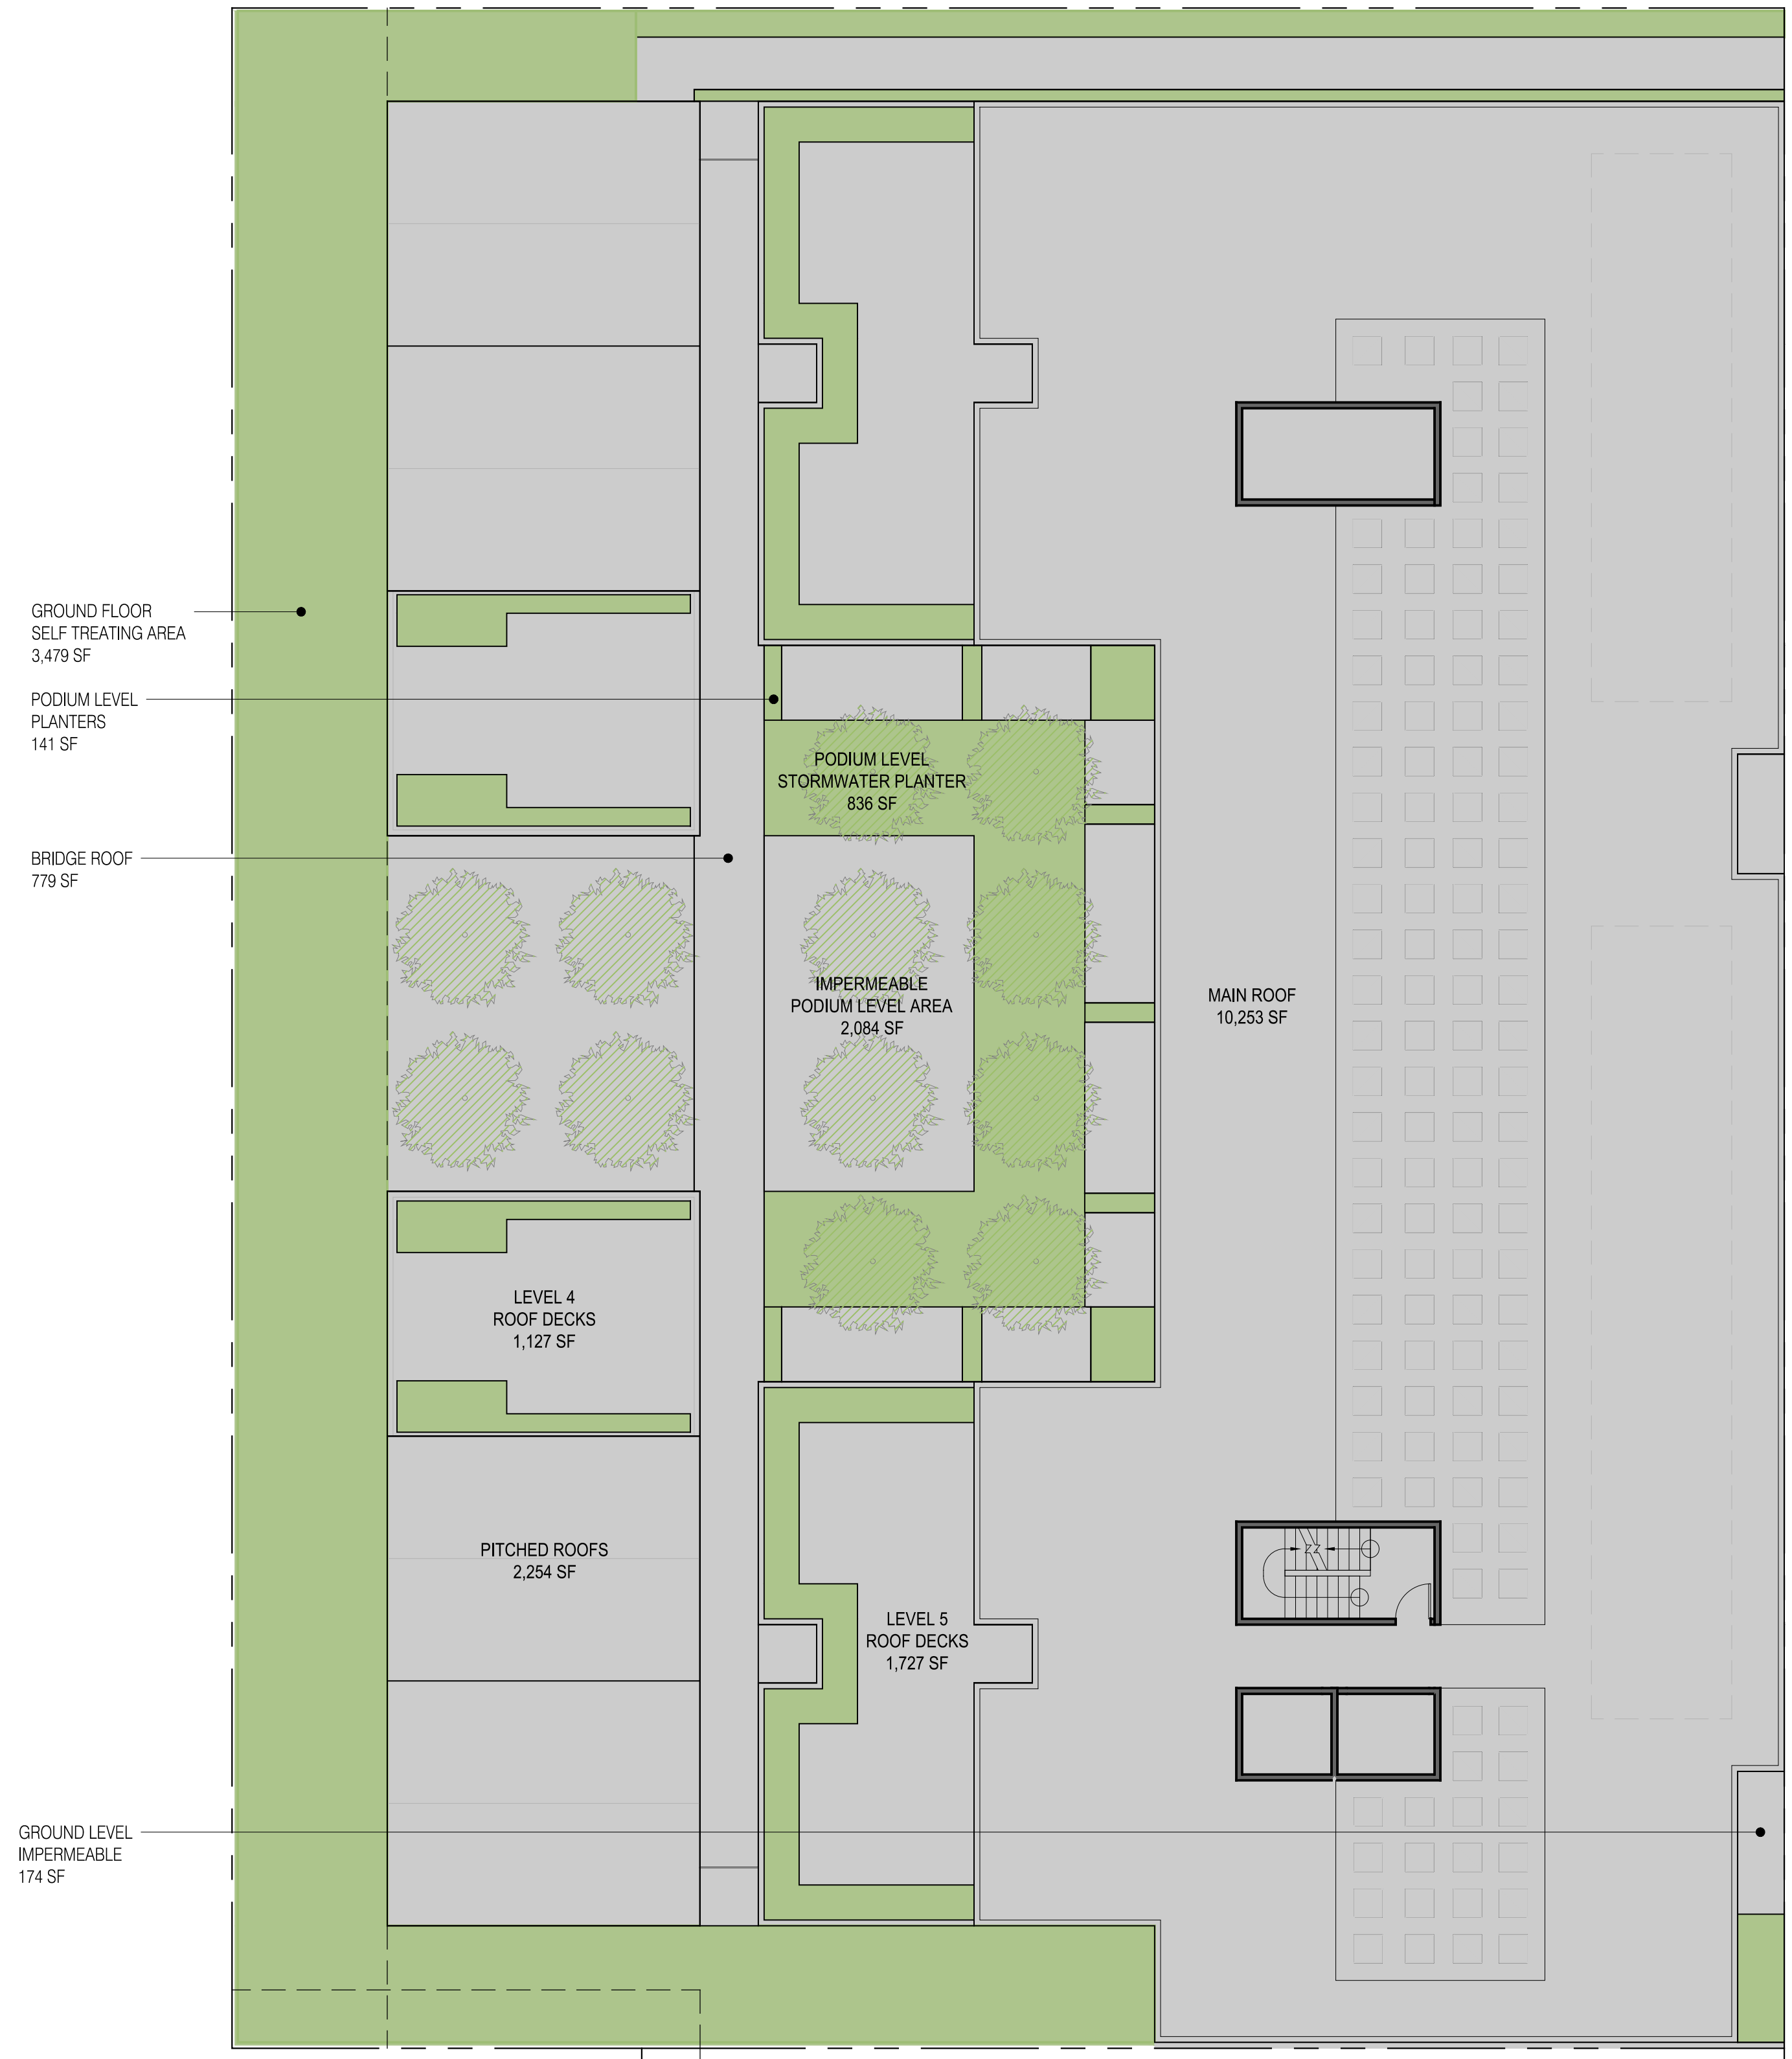 GROUND FLOOR
SELF TREATING AREA
3,479 SF
PODIUM LEVEL
PLANTERS
141 SF
PODIUM LEVEL
STORMWATER PLANTER
836 SF
BRIDGE ROOF
779 SF
IMPERMEABLE
PODIUM LEVEL AREA
2,084 SF
MAIN ROOF
10,253 SF
LEVEL 4
ROOF DECKS
1,127 SF
PITCHED ROOFS
2,254 SF
LEVEL 5
ROOF DECKS
1,727 SF
GROUND LEVEL
IMPERMEABLE
174 SF